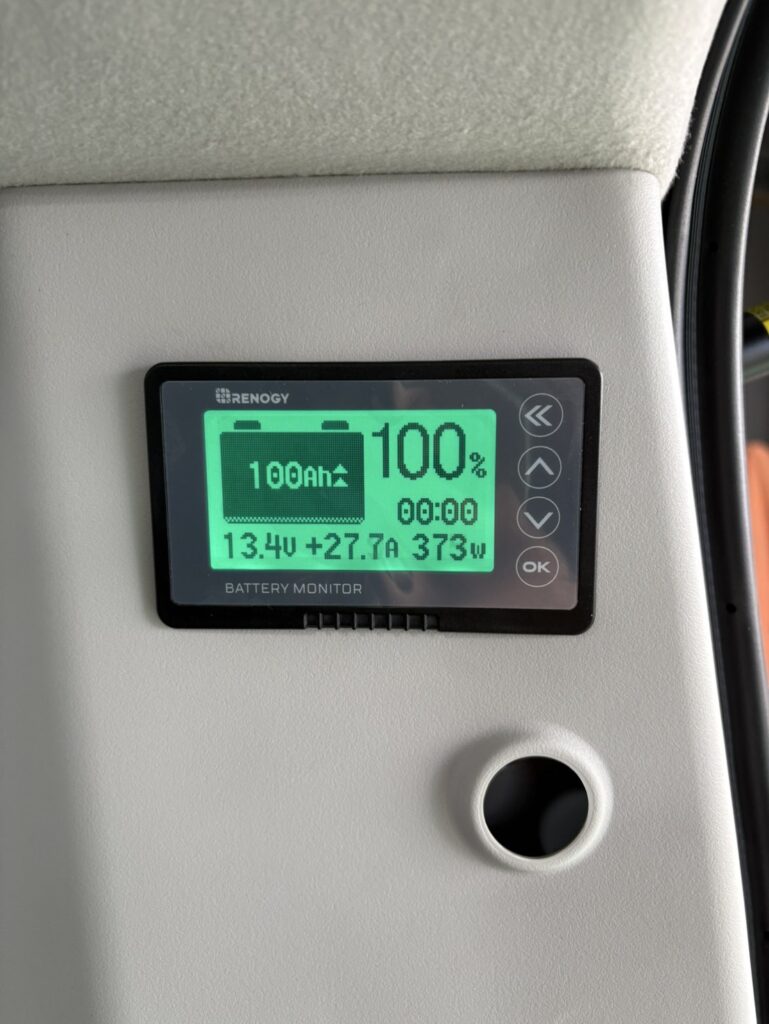 RENOGY
100Ah
100%
00:00
13.4V +27.7A 373W
OK
BATTERY MONITOR